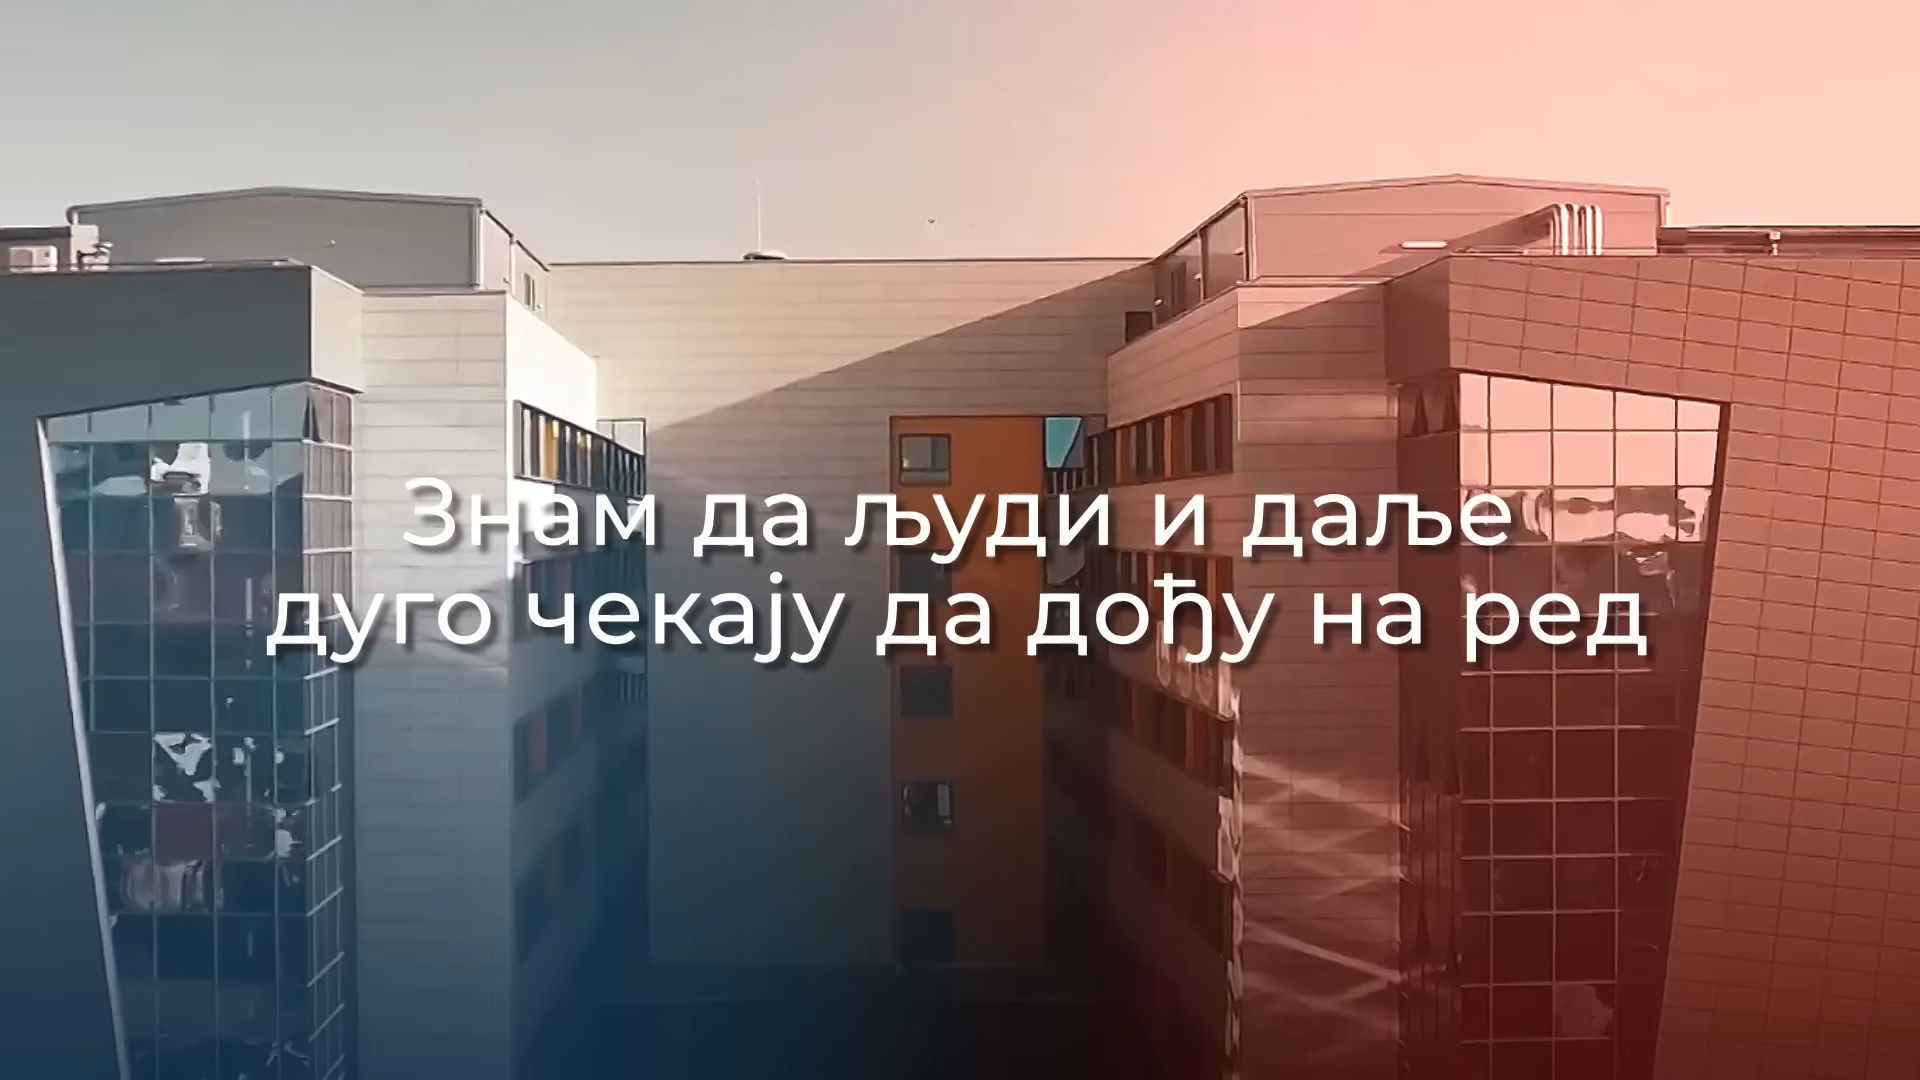 Знам да људи и даље
дуго чекају да дођу на ред